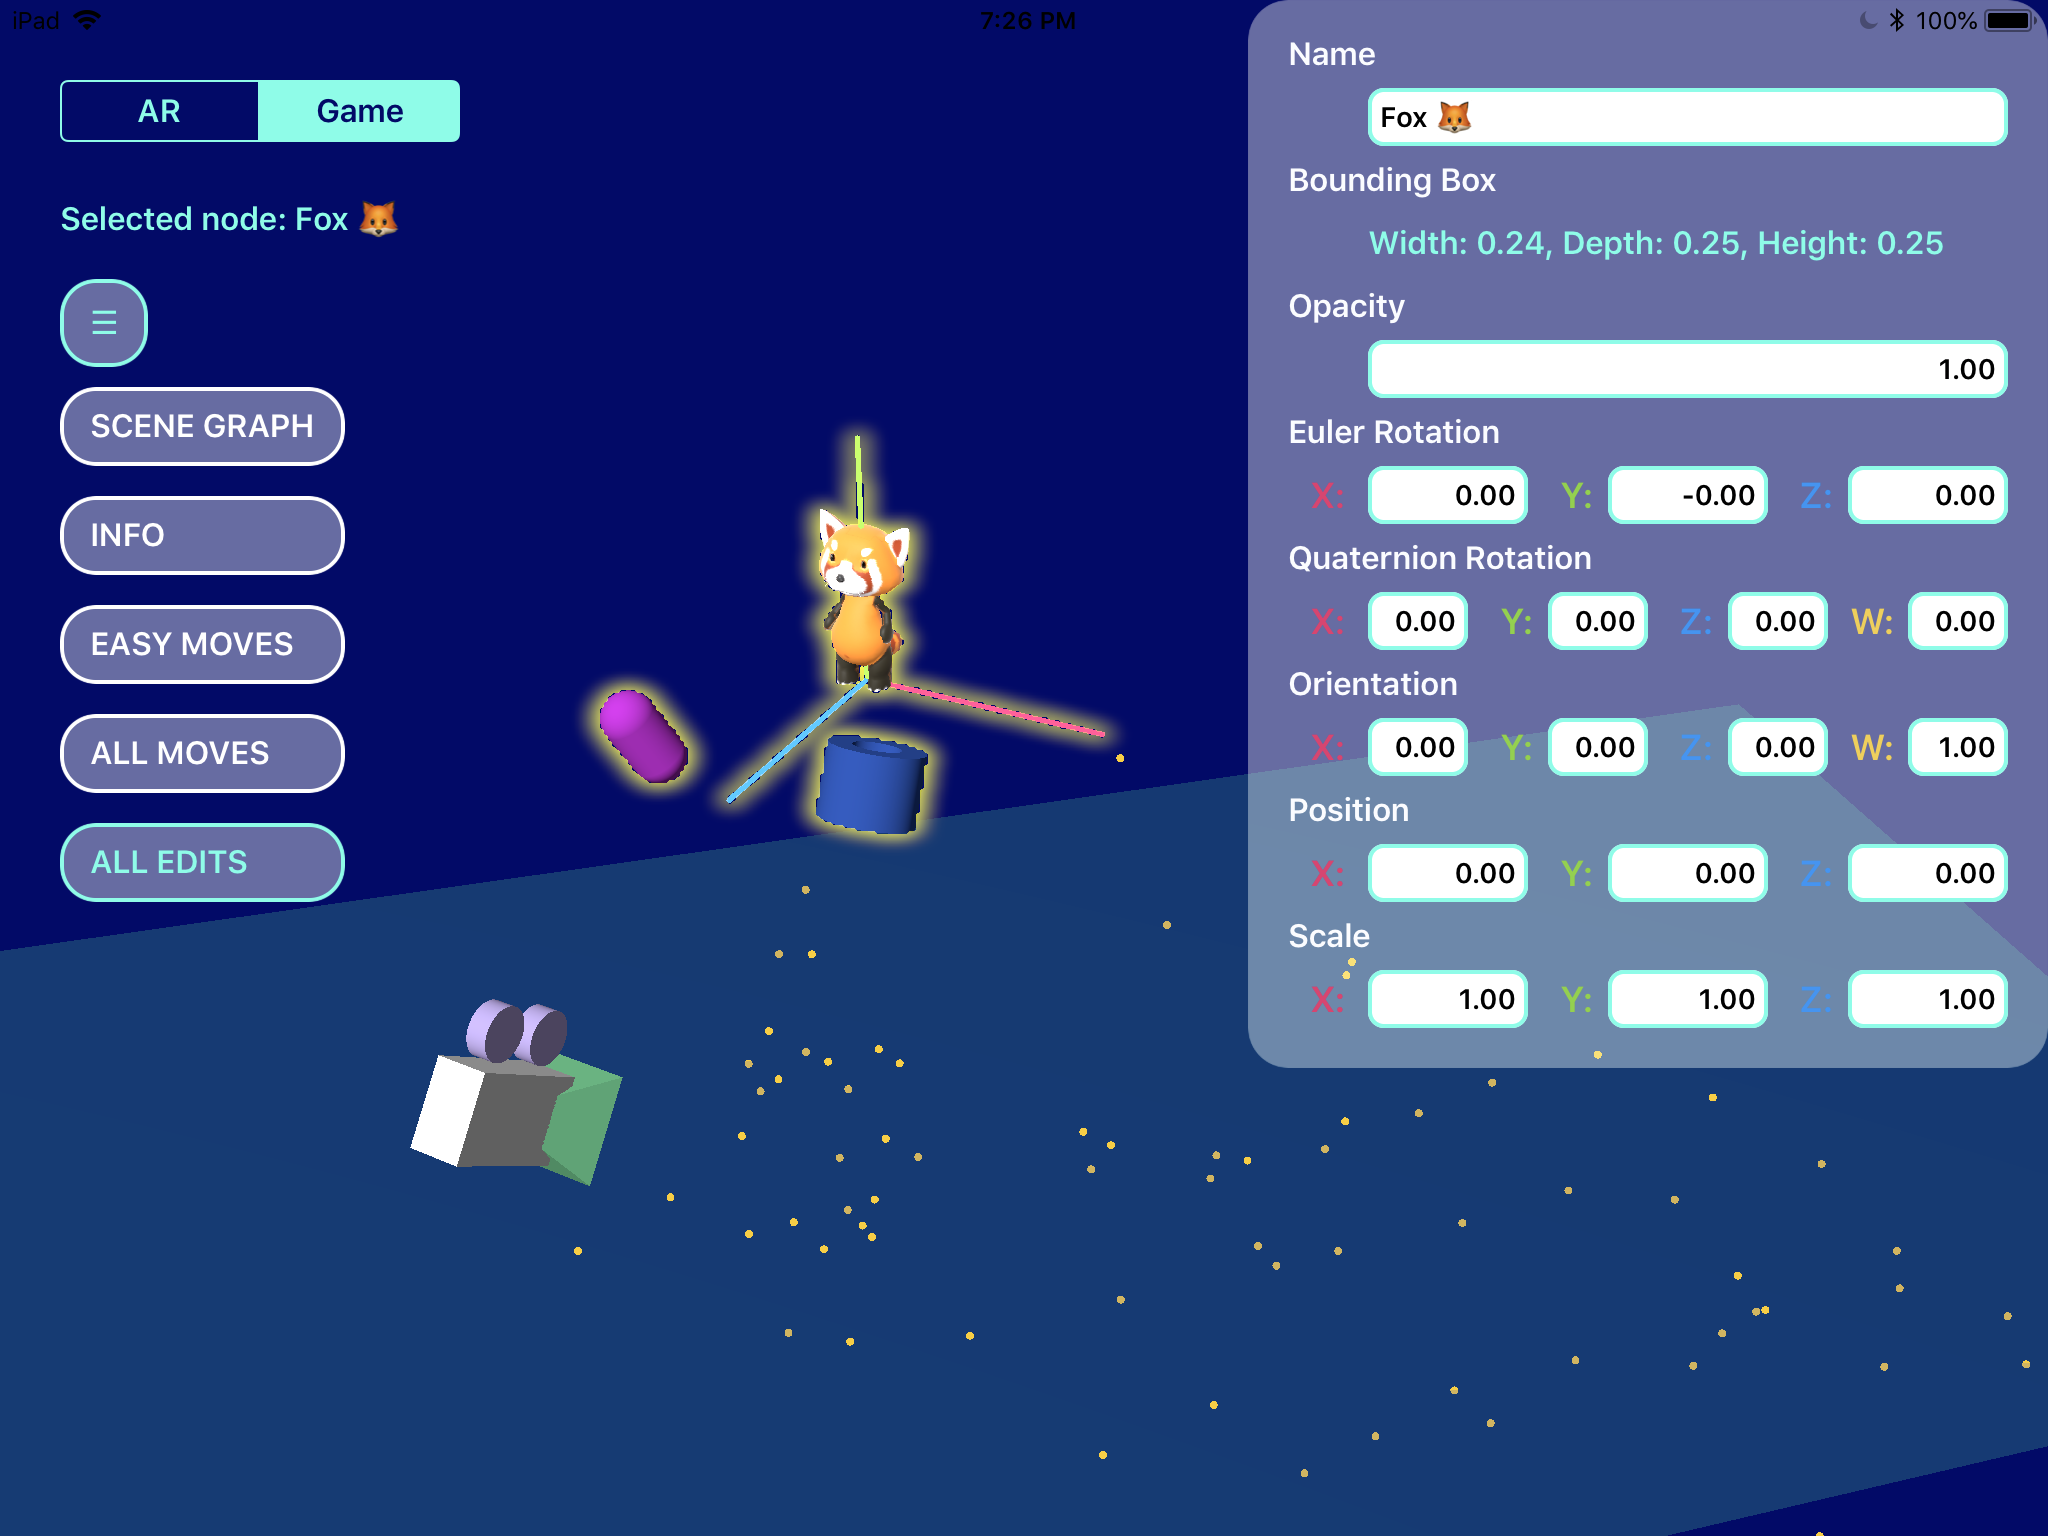 iPad 7:26 PM 100%
AR Game
Selected node: Fox 🦊
☰
SCENE GRAPH
INFO
EASY MOVES
ALL MOVES
ALL EDITS
Name
Fox 🦊
Bounding Box
Width: 0.24, Depth: 0.25, Height: 0.25
Opacity
1.00
Euler Rotation
X: 0.00 Y: -0.00 Z: 0.00
Quaternion Rotation
X: 0.00 Y: 0.00 Z: 0.00 W: 0.00
Orientation
X: 0.00 Y: 0.00 Z: 0.00 W: 1.00
Position
X: 0.00 Y: 0.00 Z: 0.00
Scale
X: 1.00 Y: 1.00 Z: 1.00